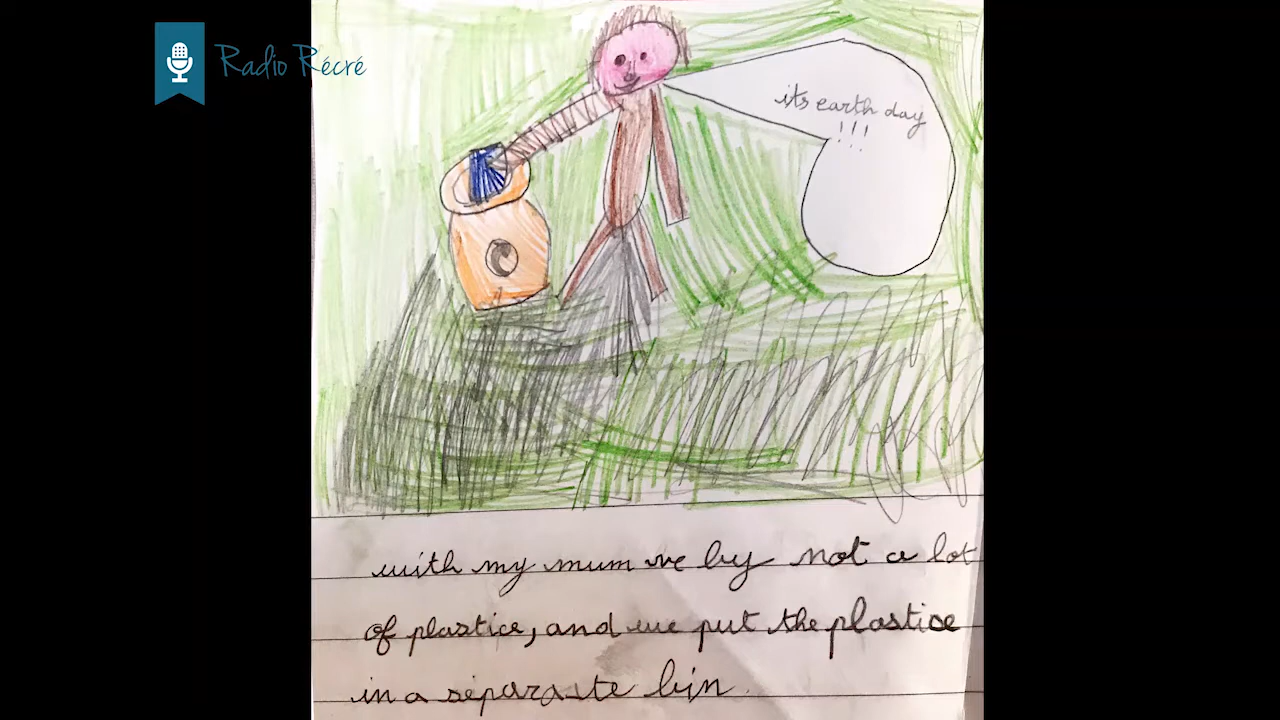 Radio Récré
its earth day
!!!
with my mum we by not a lot
of plastice, and we put the plastice
in a séparate bin